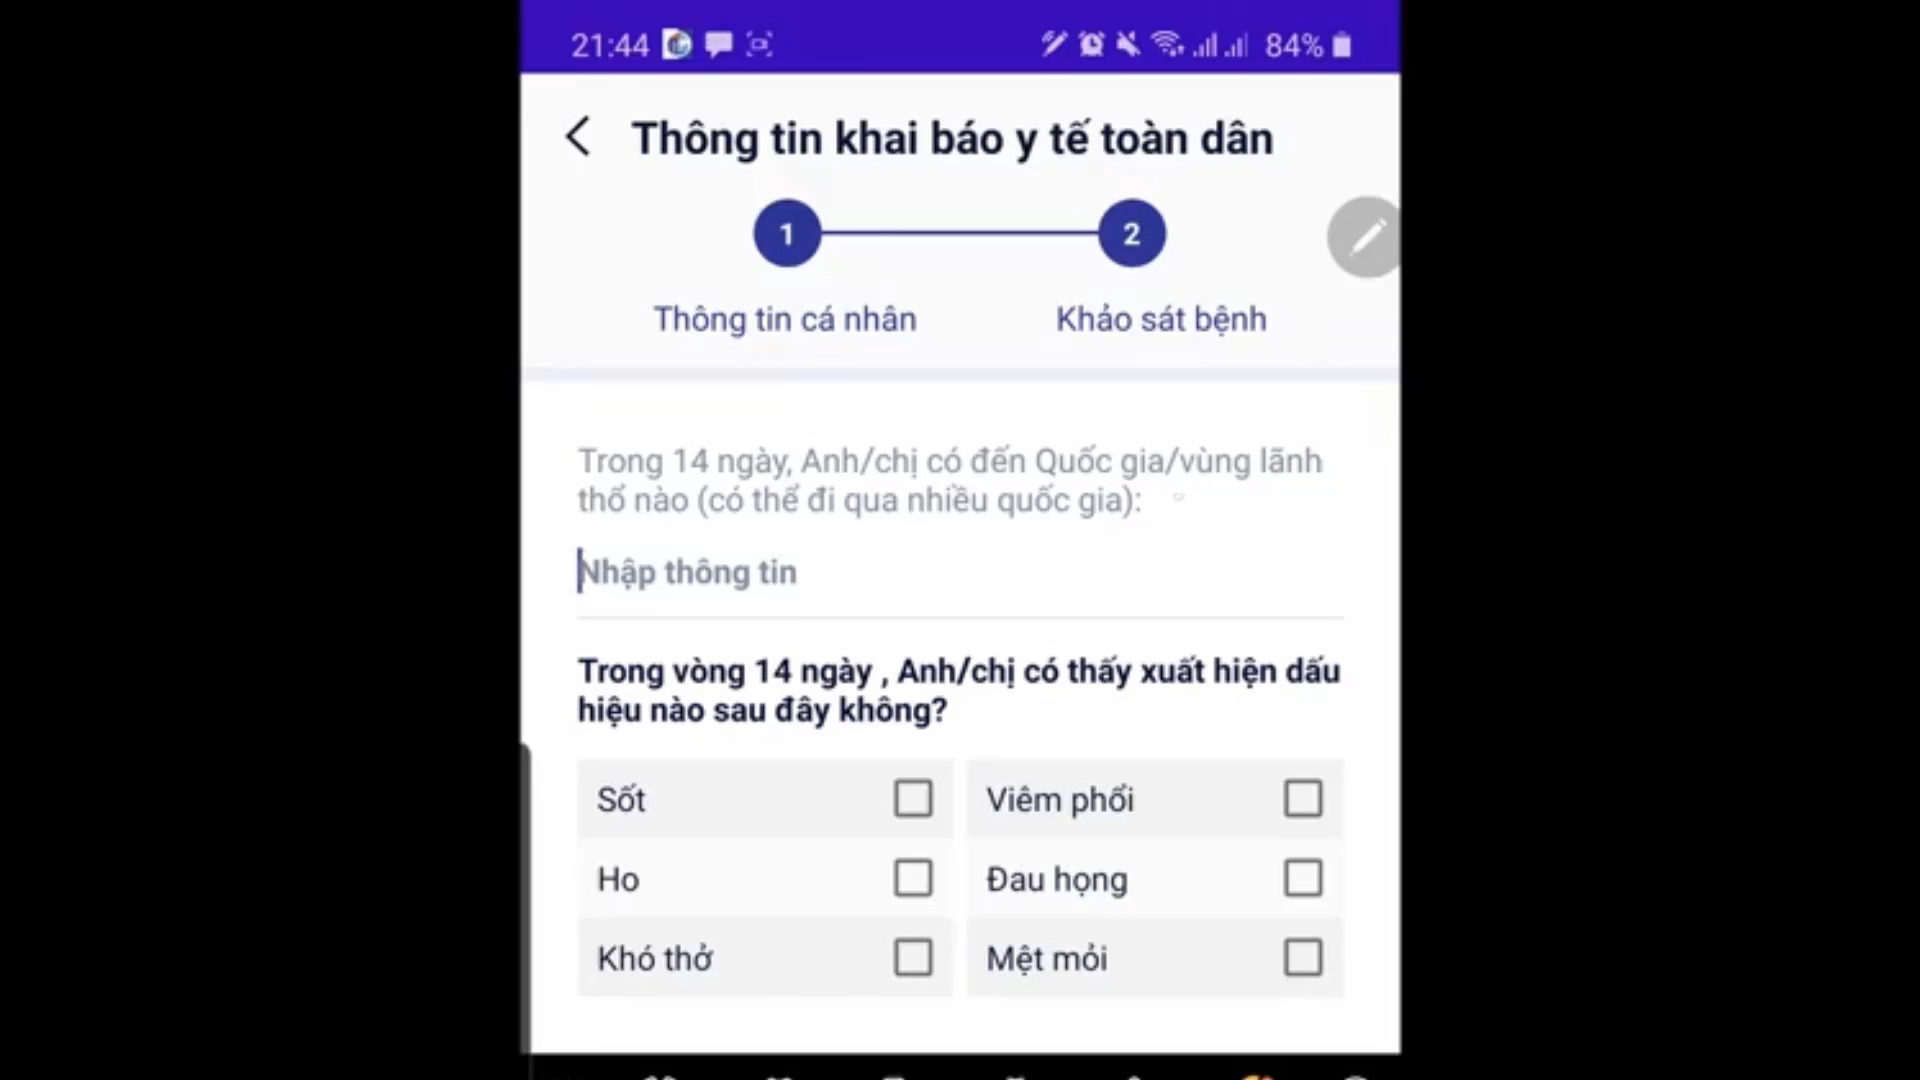 21:44
84%
Thông tin khai báo y tế toàn dân
1
2
Thông tin cá nhân
Khảo sát bệnh
Trong 14 ngày, Anh/chị có đến Quốc gia/vùng lãnh
thổ nào (có thể đi qua nhiều quốc gia):
Nhập thông tin
Trong vòng 14 ngày , Anh/chị có thấy xuất hiện dấu
hiệu nào sau đây không?
Sốt
Viêm phổi
Ho
Đau họng
Khó thở
Mệt mỏi